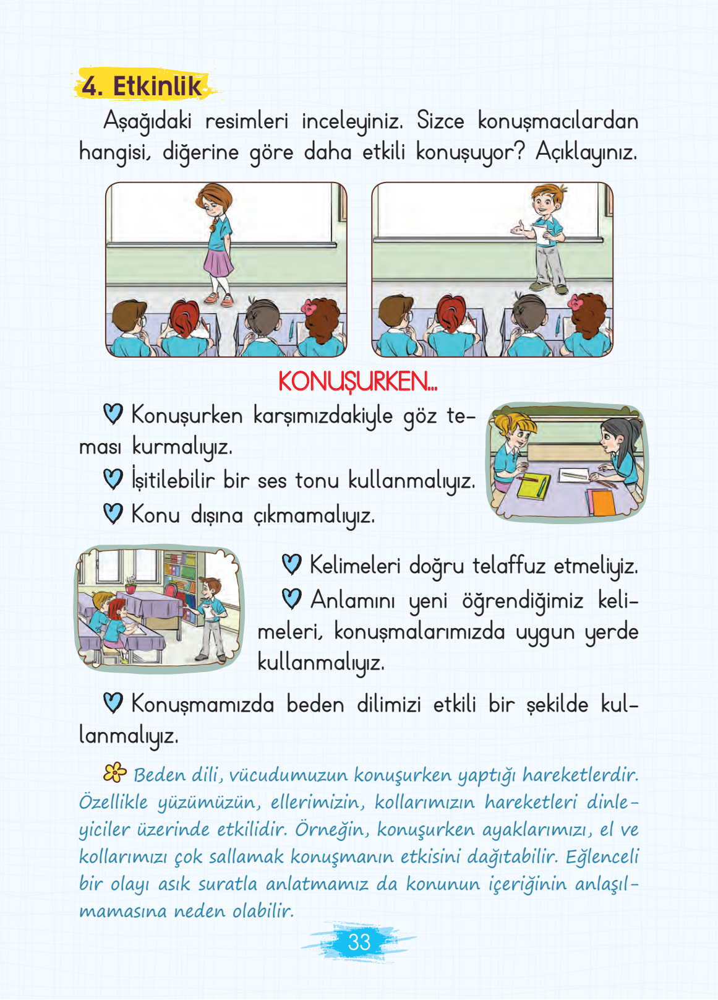 4. Etkinlik
Aşağıdaki resimleri inceleyiniz. Sizce konuşmacılardan
hangisi, diğerine göre daha etkili konuşuyor? Açıklayınız.
KONUŞURKEN...
Konuşurken karşımızdakiyle göz te-
ması kurmalıyız.
İşitilebilir bir ses tonu kullanmalıyız.
Konu dışına çıkmamalıyız.
Kelimeleri doğru telaffuz etmeliyiz.
Anlamını yeni öğrendiğimiz keli-
meleri, konuşmalarımızda uygun yerde
kullanmalıyız.
Konuşmamızda beden dilimizi etkili bir şekilde kul-
lanmalıyız.
Beden dili, vücudumuzun konuşurken yaptığı hareketlerdir.
Özellikle yüzümüzün, ellerimizin, kollarımızın hareketleri dinle-
yiciler üzerinde etkilidir. Örneğin, konuşurken ayaklarımızı, el ve
kollarımızı çok sallamak konuşmanın etkisini dağıtabilir. Eğlenceli
bir olayı asık suratla anlatmamız da konunun içeriğinin anlaşıl-
mamasına neden olabilir.
33